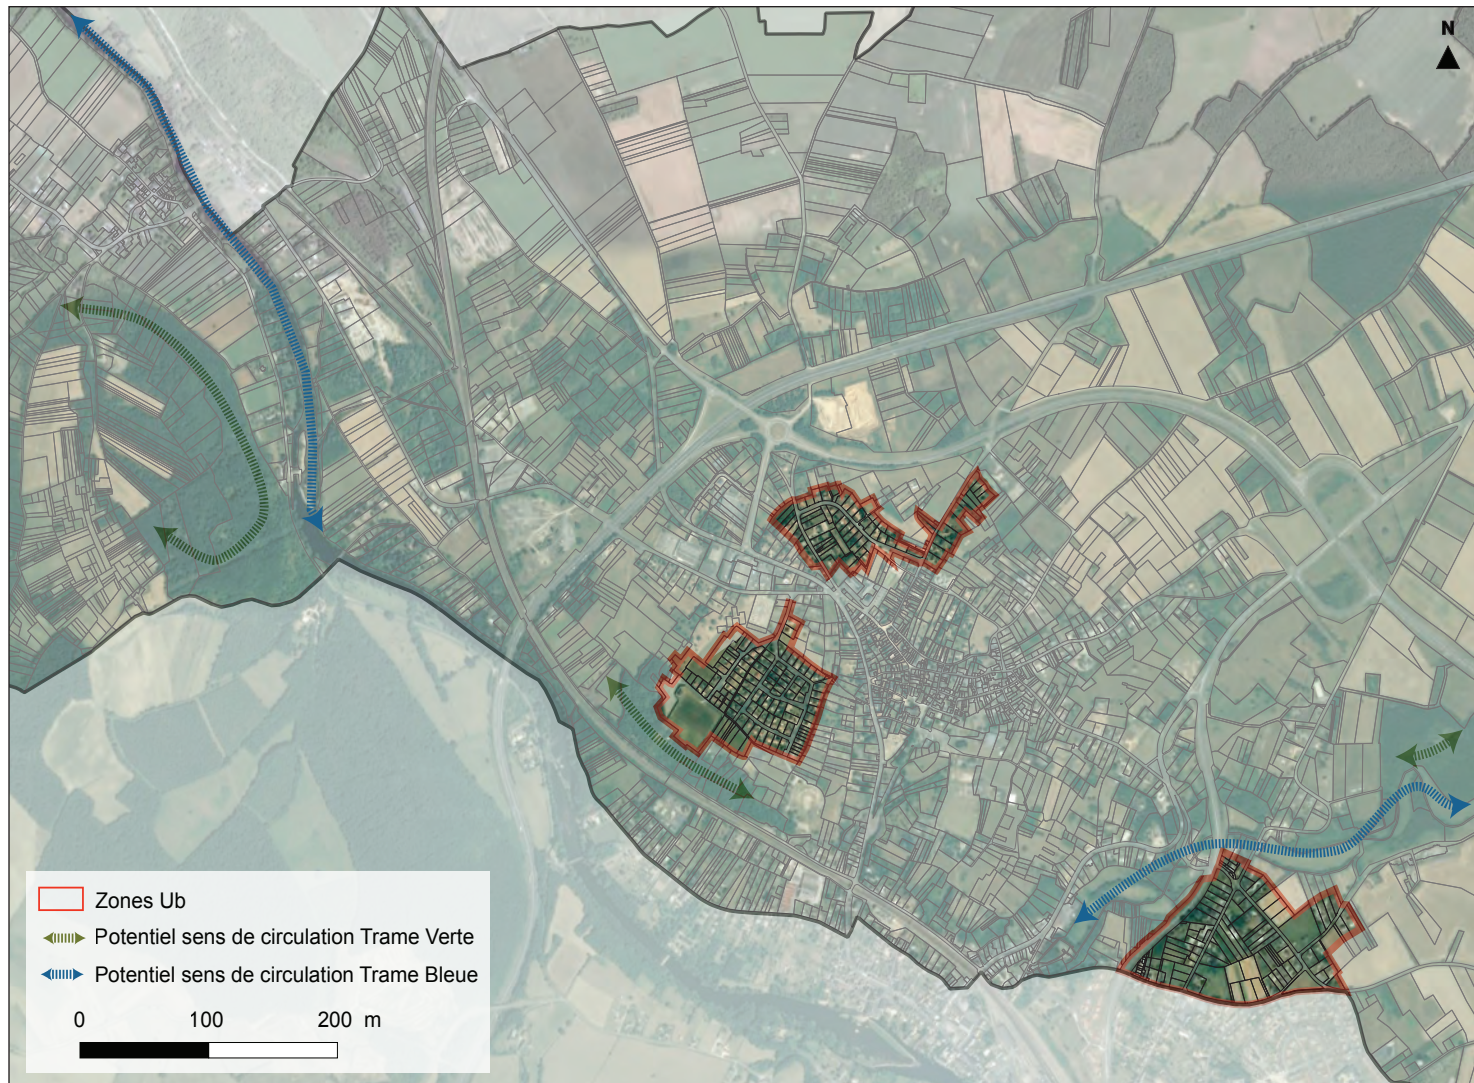 N
Zones Ub
Potentiel sens de circulation Trame Verte
Potentiel sens de circulation Trame Bleue
0 100 200 m